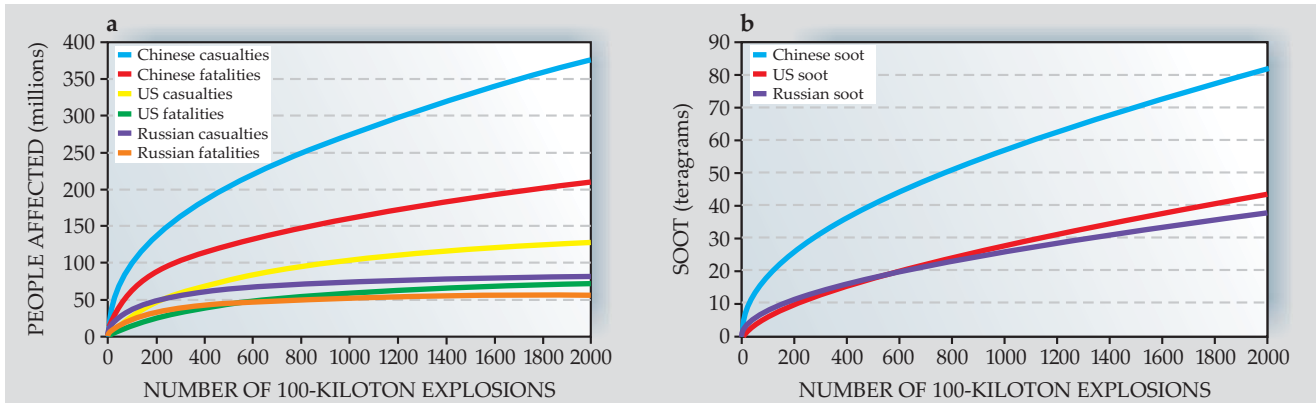 a
PEOPLE AFFECTED (millions)
400
350
300
250
200
150
100
50
0
Chinese casualties
Chinese fatalities
US casualties
US fatalities
Russian casualties
Russian fatalities
0 200 400 600 800 1000 1200 1400 1600 1800 2000
NUMBER OF 100-KILOTON EXPLOSIONS
b
SOOT (teragrams)
90
80
70
60
50
40
30
20
10
0
Chinese soot
US soot
Russian soot
0 200 400 600 800 1000 1200 1400 1600 1800 2000
NUMBER OF 100-KILOTON EXPLOSIONS